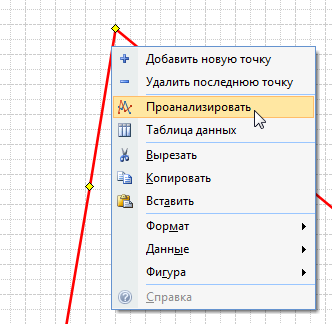 Добавить новую точку
Удалить последнюю точку
Проанализировать
Таблица данных
Вырезать
Копировать
Вставить
Формат
Данные
Фигура
Справка